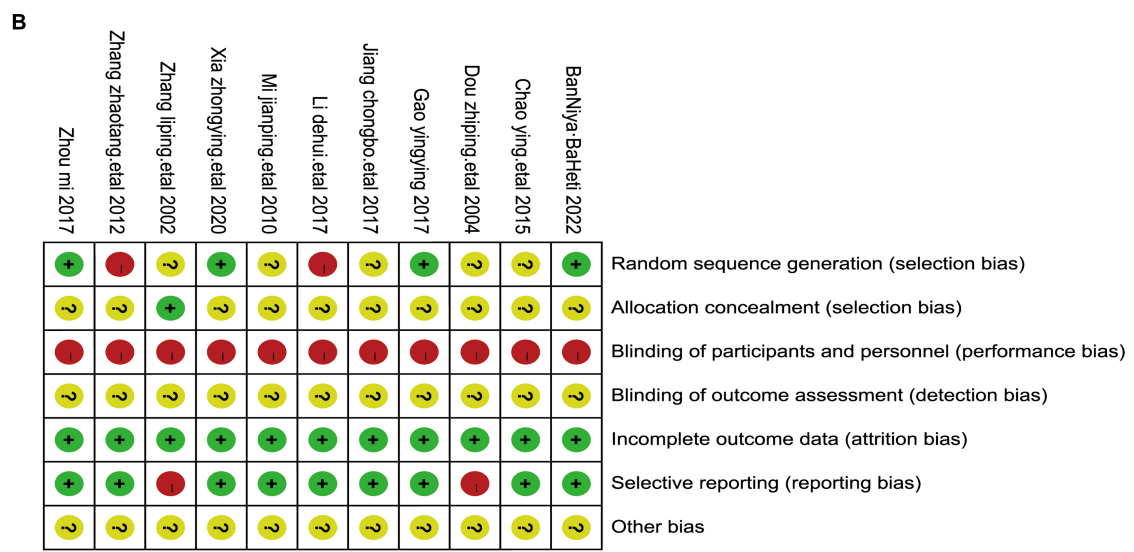 B
Zhou mi 2017
Zhang zhaotang.etal 2012
Zhang liping.etal 2002
Xia zhongying.etal 2020
Mi jianping.etal 2010
Li dehui.etal 2017
Jiang chongbo.etal 2017
Gao yingying 2017
Dou zhiping.etal 2004
Chao ying.etal 2015
BanNiya·BaHeti 2022
+ – ? + ? – ? + ? ? + Random sequence generation (selection bias)
? ? + ? ? ? ? ? ? ? ? Allocation concealment (selection bias)
– – – – – – – – – – – Blinding of participants and personnel (performance bias)
? ? ? ? ? ? ? ? ? ? ? Blinding of outcome assessment (detection bias)
+ + + + + + + + + + + Incomplete outcome data (attrition bias)
+ + – + + + + + – + + Selective reporting (reporting bias)
? ? ? ? ? ? ? ? ? ? ? Other bias